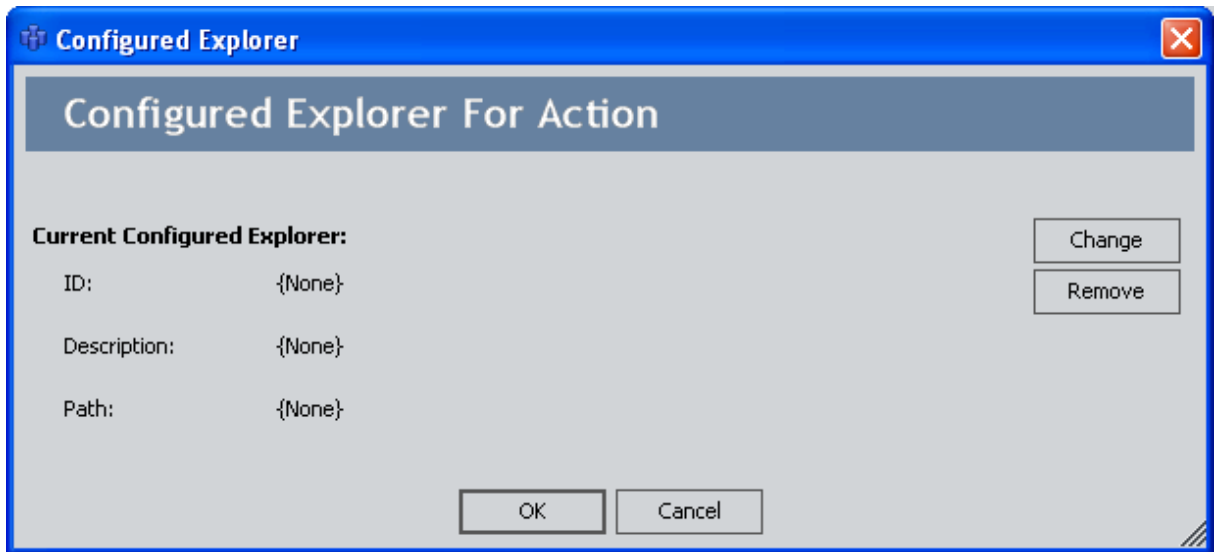 Configured Explorer
Configured Explorer For Action
Current Configured Explorer:
Change
ID: {None}
Remove
Description: {None}
Path: {None}
OK Cancel